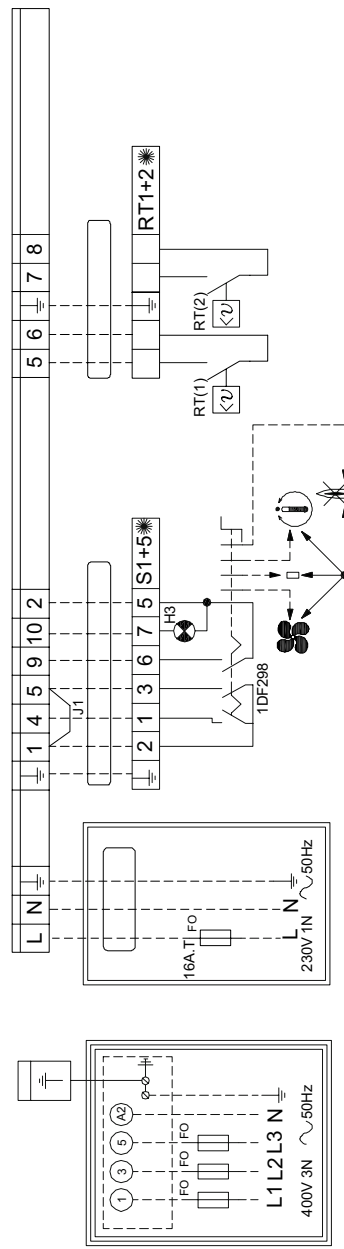 L N ⏚ ⏚ 1 4 5 9 10 2 5 6 ⏚ 7 8
J1
1 3 5 A2
FO FO FO
L1 L2 L3 N ⏚
400V 3N ~ 50Hz
16A.T FO
L N ⏚
230V 1N ~ 50Hz
⏚ 2 1 3 6 7 5 S1+5✳
H3
1DF298
⏚ RT1+2✳
RT(1) RT(2)
<υ <υ